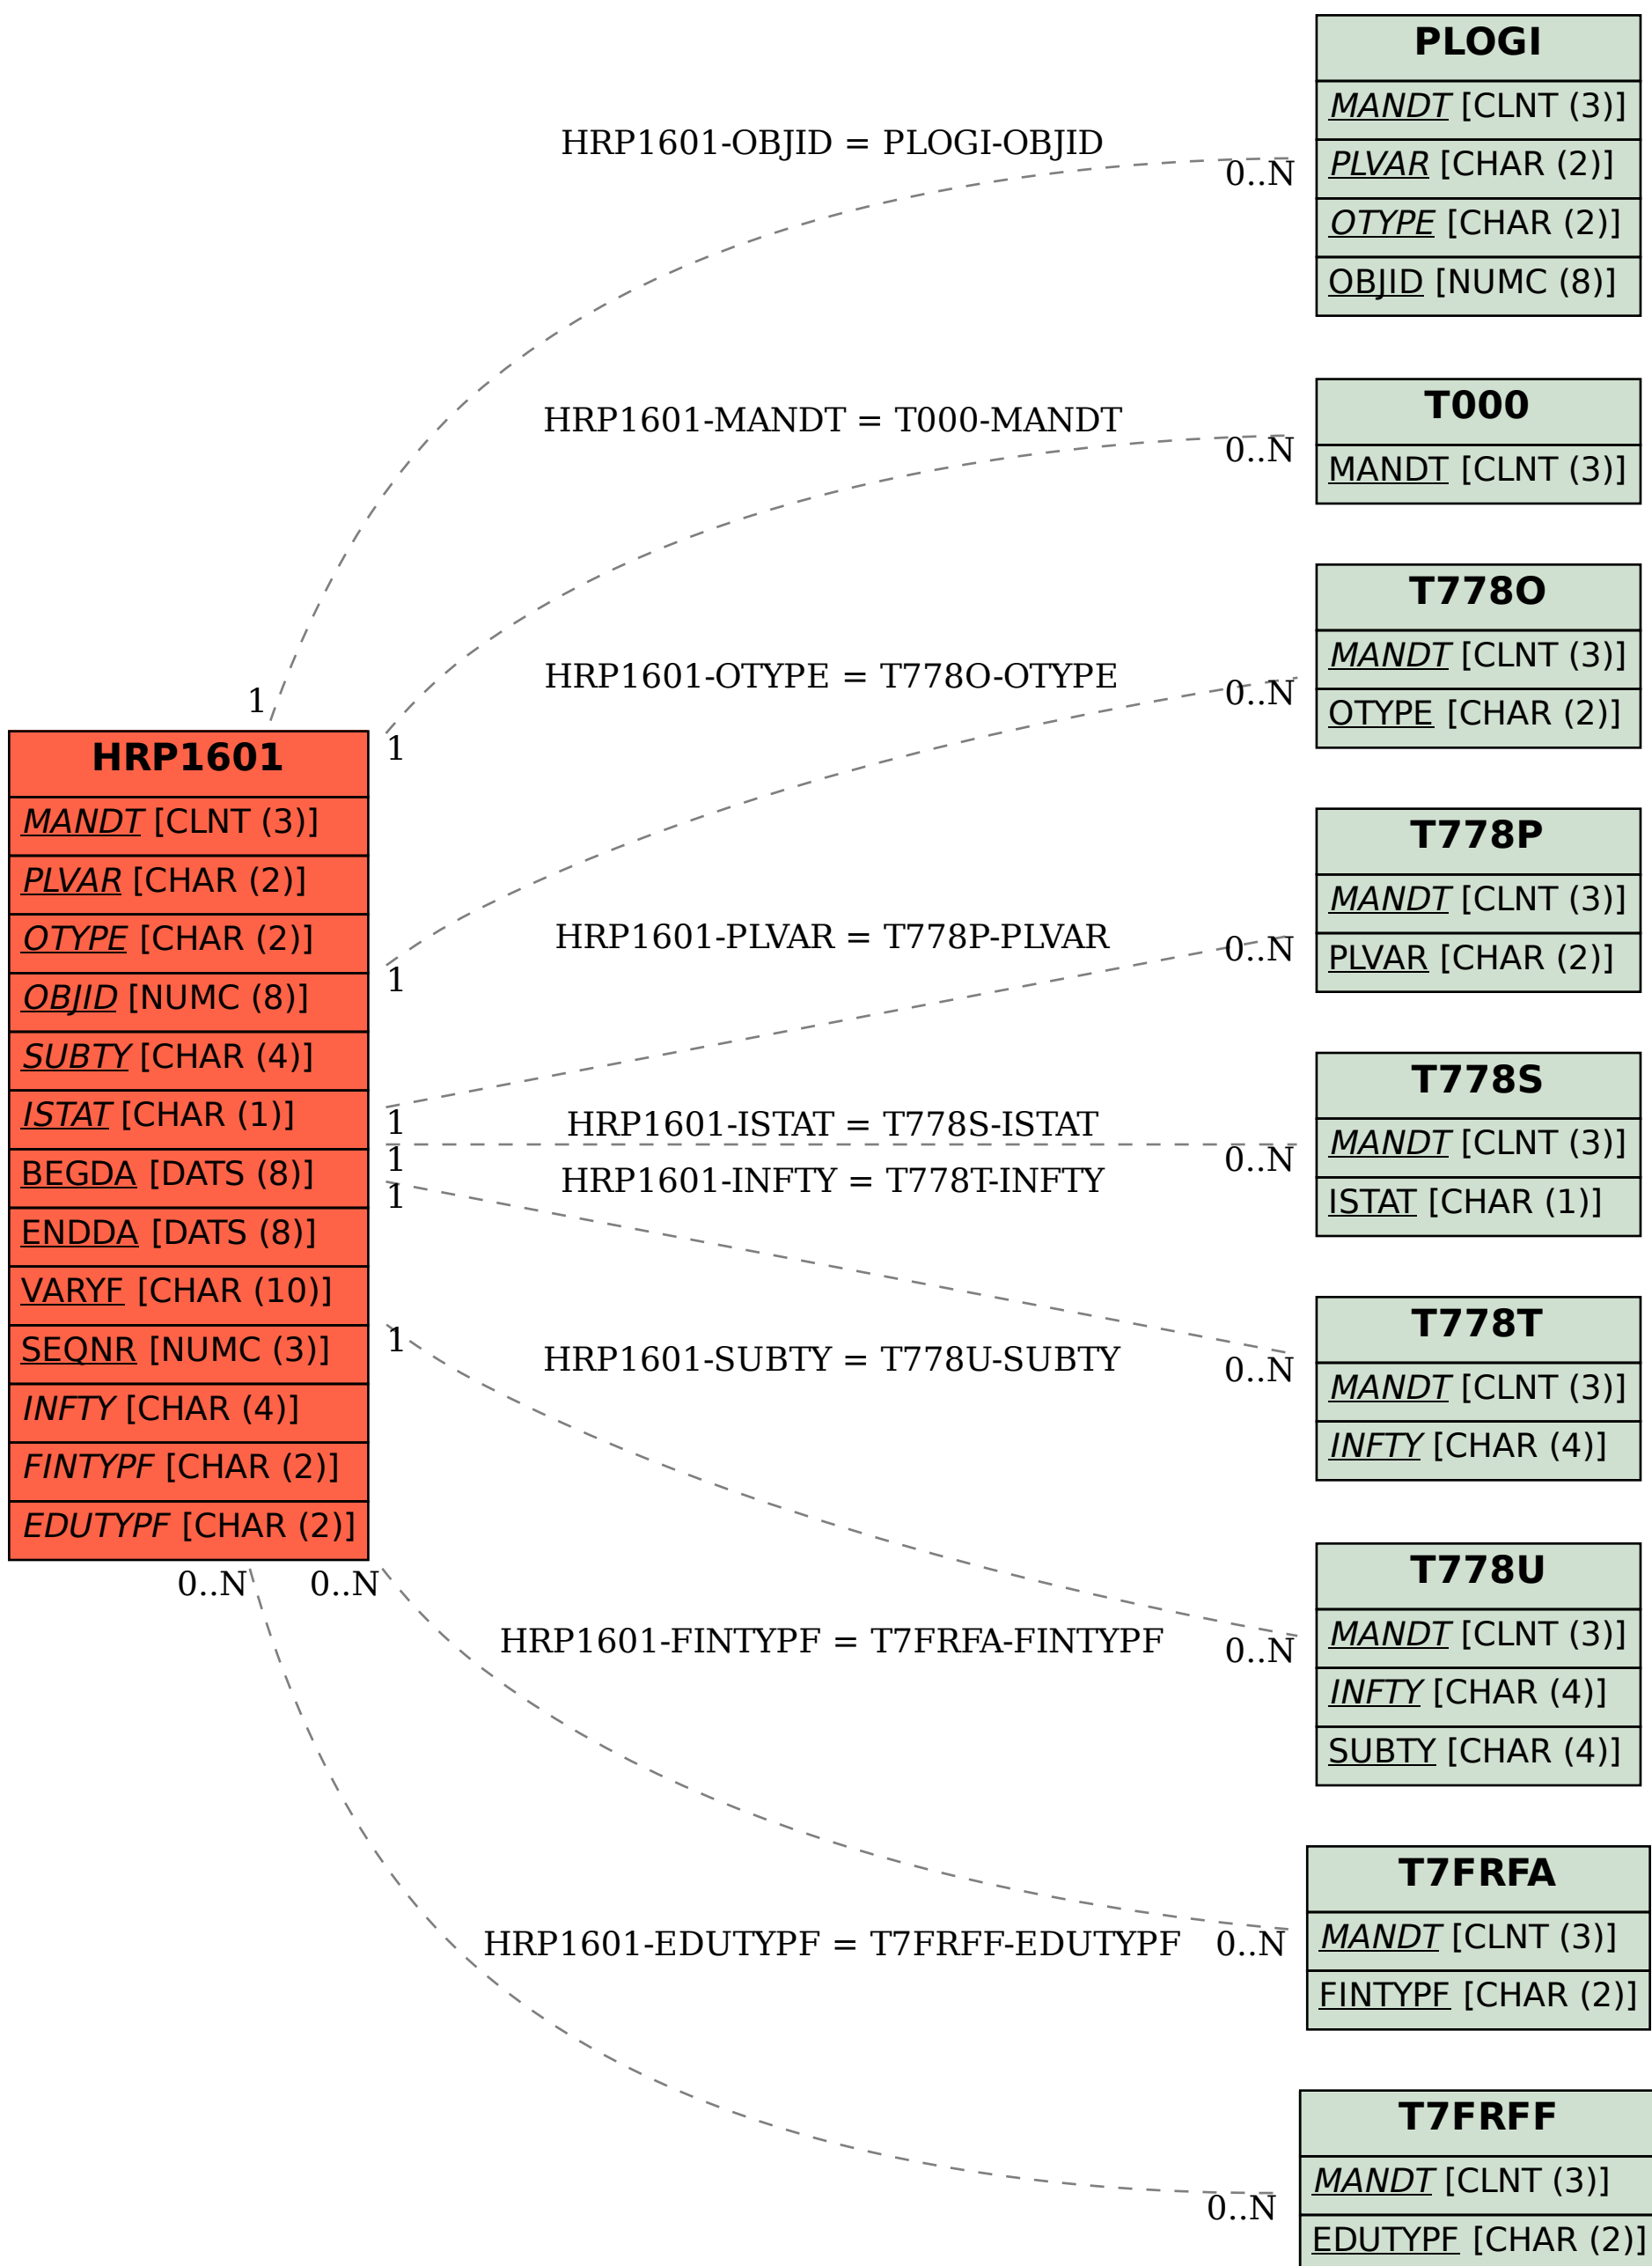 PLOGI
MANDT [CLNT (3)]
PLVAR [CHAR (2)]
OTYPE [CHAR (2)]
OBJID [NUMC (8)]
HRP1601-OBJID = PLOGI-OBJID
0..N
1
T000
MANDT [CLNT (3)]
HRP1601-MANDT = T000-MANDT
0..N
1
T778O
MANDT [CLNT (3)]
OTYPE [CHAR (2)]
HRP1601-OTYPE = T778O-OTYPE
0..N
1
HRP1601
MANDT [CLNT (3)]
PLVAR [CHAR (2)]
OTYPE [CHAR (2)]
OBJID [NUMC (8)]
SUBTY [CHAR (4)]
ISTAT [CHAR (1)]
BEGDA [DATS (8)]
ENDDA [DATS (8)]
VARYF [CHAR (10)]
SEQNR [NUMC (3)]
INFTY [CHAR (4)]
FINTYPF [CHAR (2)]
EDUTYPF [CHAR (2)]
T778P
MANDT [CLNT (3)]
PLVAR [CHAR (2)]
HRP1601-PLVAR = T778P-PLVAR
0..N
1
T778S
MANDT [CLNT (3)]
ISTAT [CHAR (1)]
HRP1601-ISTAT = T778S-ISTAT
0..N
1
HRP1601-INFTY = T778T-INFTY
1
0..N
T778T
MANDT [CLNT (3)]
INFTY [CHAR (4)]
HRP1601-SUBTY = T778U-SUBTY
1
0..N
T778U
MANDT [CLNT (3)]
INFTY [CHAR (4)]
SUBTY [CHAR (4)]
0..N
0..N
HRP1601-FINTYPF = T7FRFA-FINTYPF
0..N
T7FRFA
MANDT [CLNT (3)]
FINTYPF [CHAR (2)]
HRP1601-EDUTYPF = T7FRFF-EDUTYPF
0..N
T7FRFF
MANDT [CLNT (3)]
EDUTYPF [CHAR (2)]